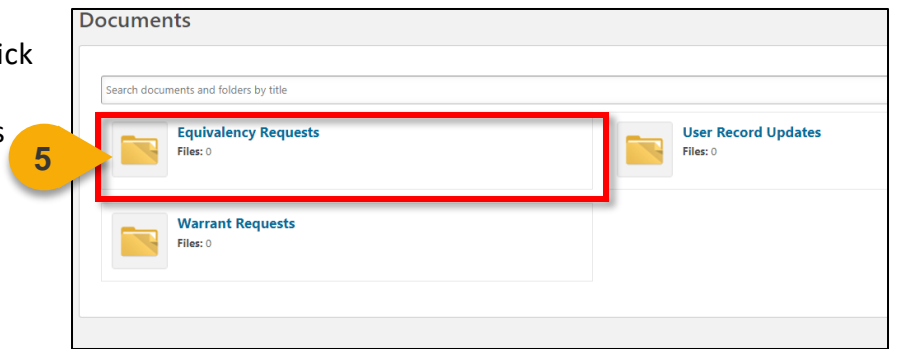 Documents
ick
Search documents and folders by title
s
5
Equivalency Requests
Files: 0
User Record Updates
Files: 0
Warrant Requests
Files: 0